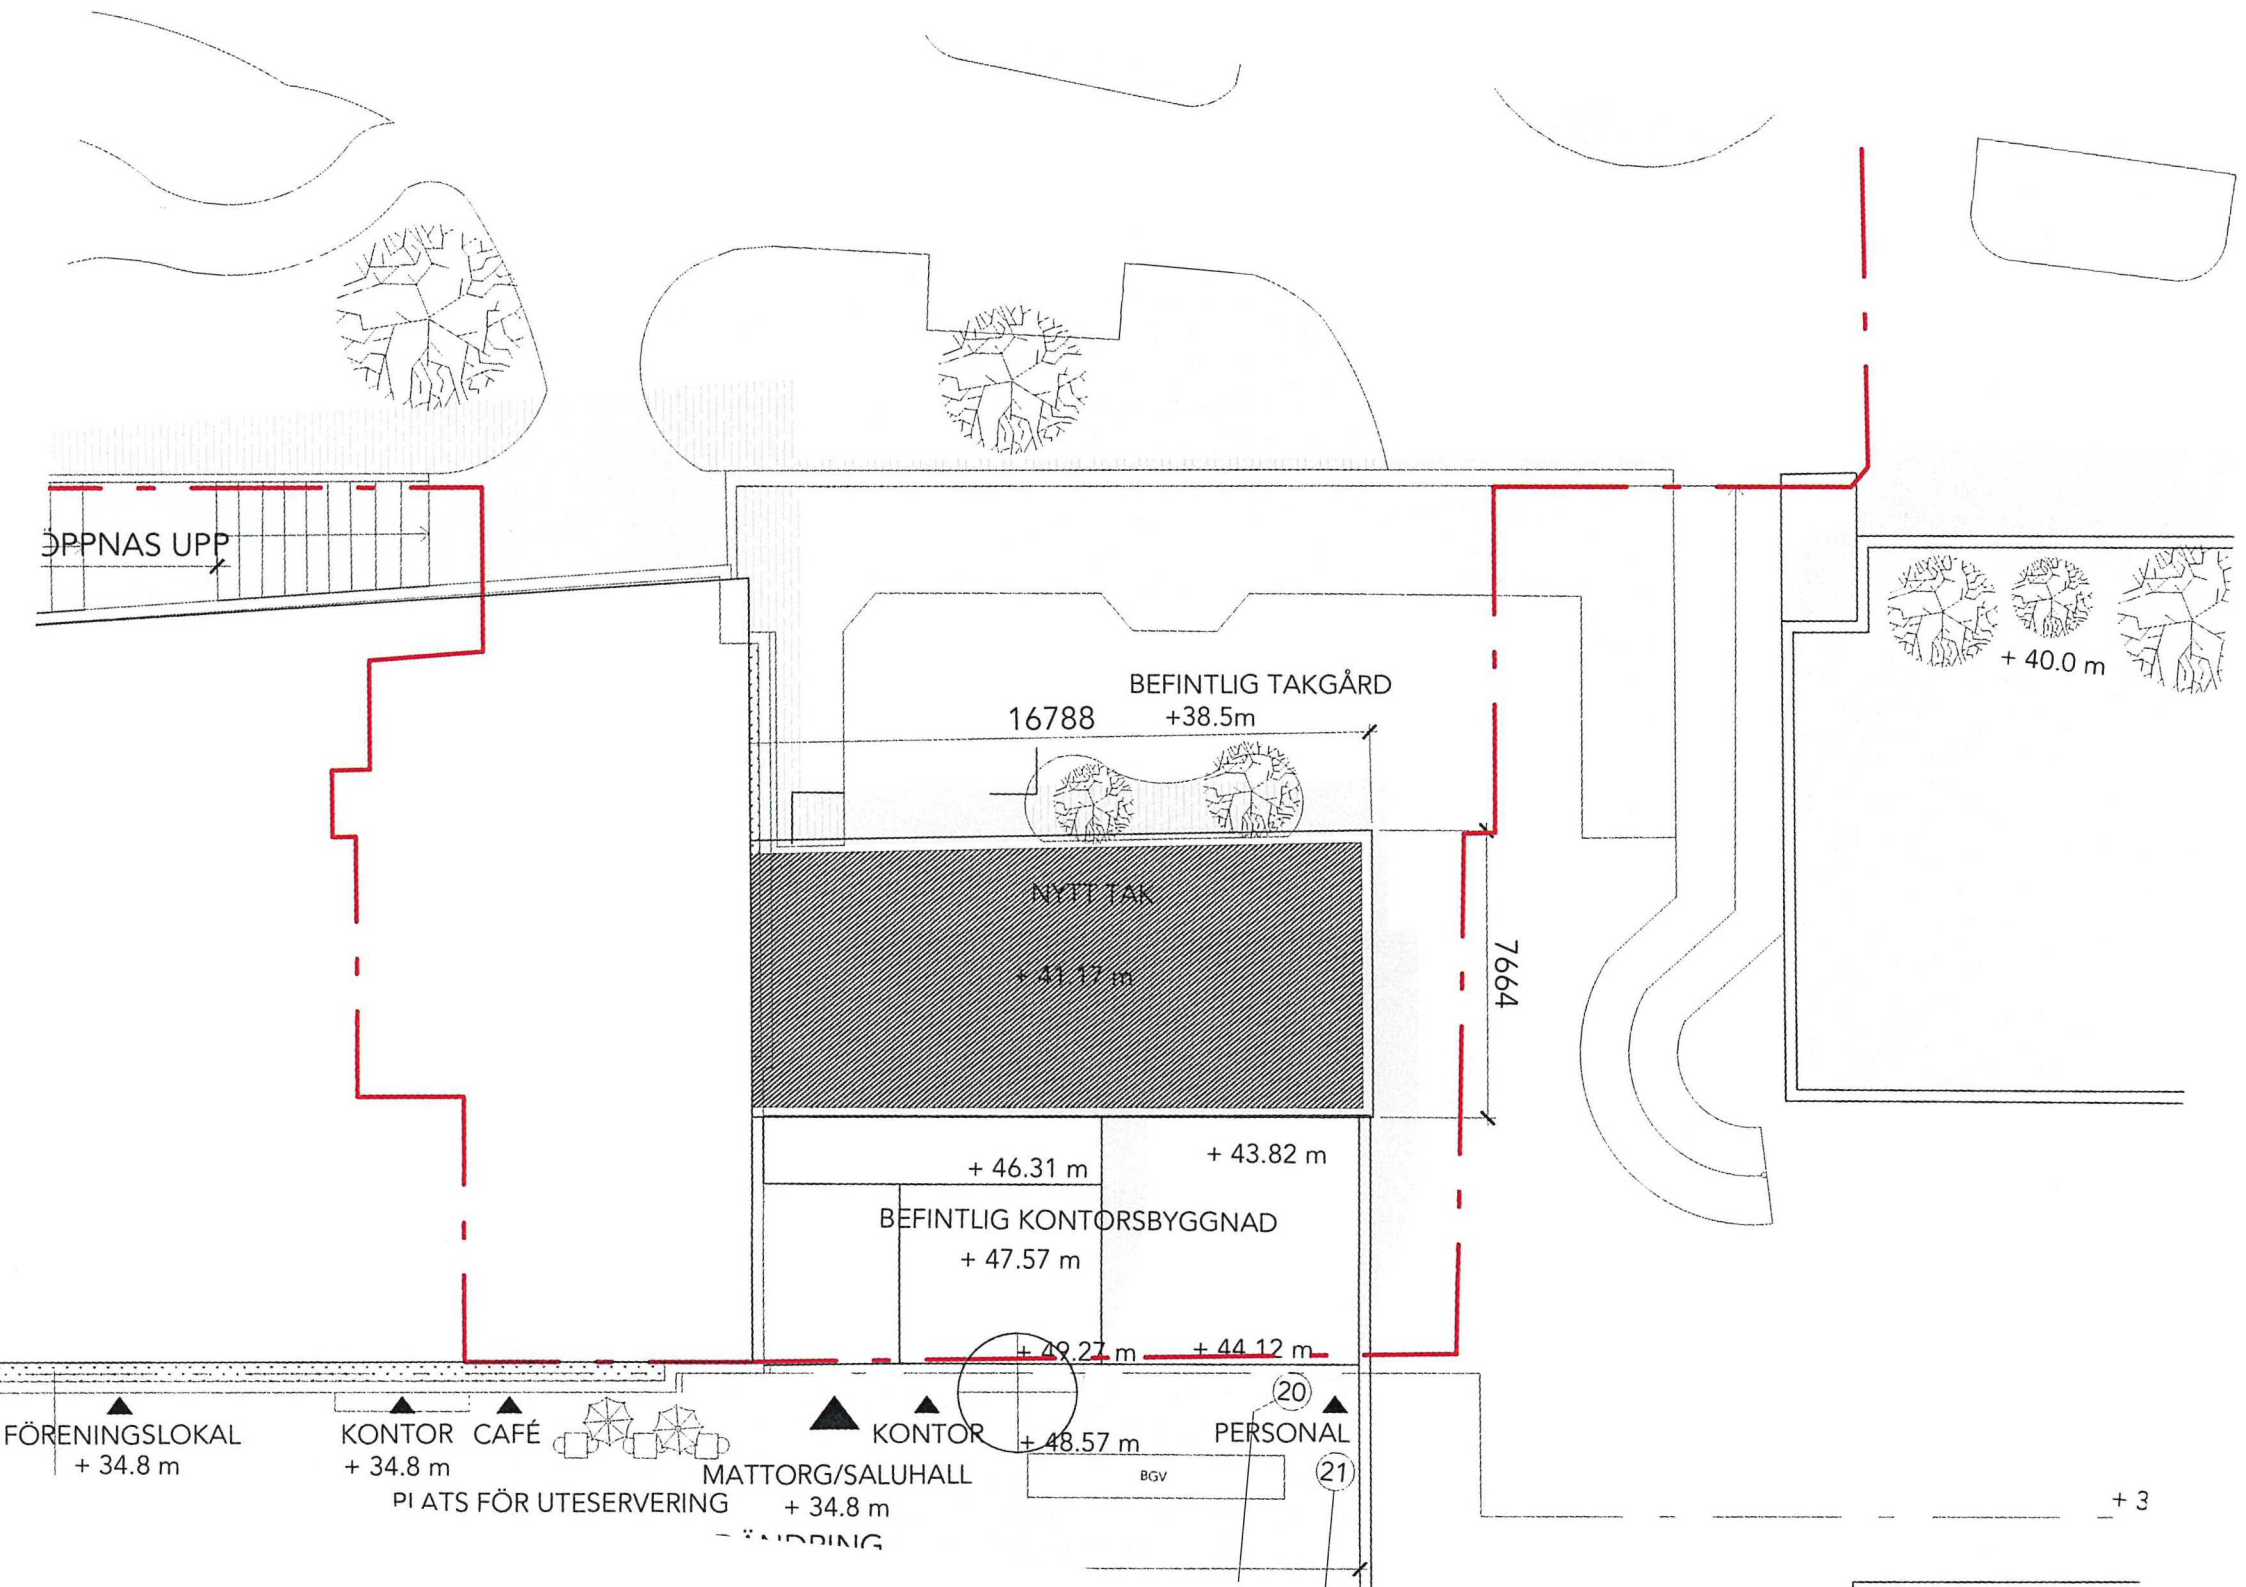 ÖPPNAS UPP
+ 40.0 m
BEFINTLIG TAKGÅRD
+38.5m
16788
NYTT TAK
+ 41.17 m
7664
+ 46.31 m
+ 43.82 m
BEFINTLIG KONTORSBYGGNAD
+ 47.57 m
+ 49.27 m
+ 44.12 m
20
FÖRENINGSLOKAL
+ 34.8 m
KONTOR
+ 34.8 m
CAFÉ
KONTOR
+ 48.57 m
PERSONAL
21
MATTORG/SALUHALL
+ 34.8 m
BGV
PLATS FÖR UTESERVERING
+ 3